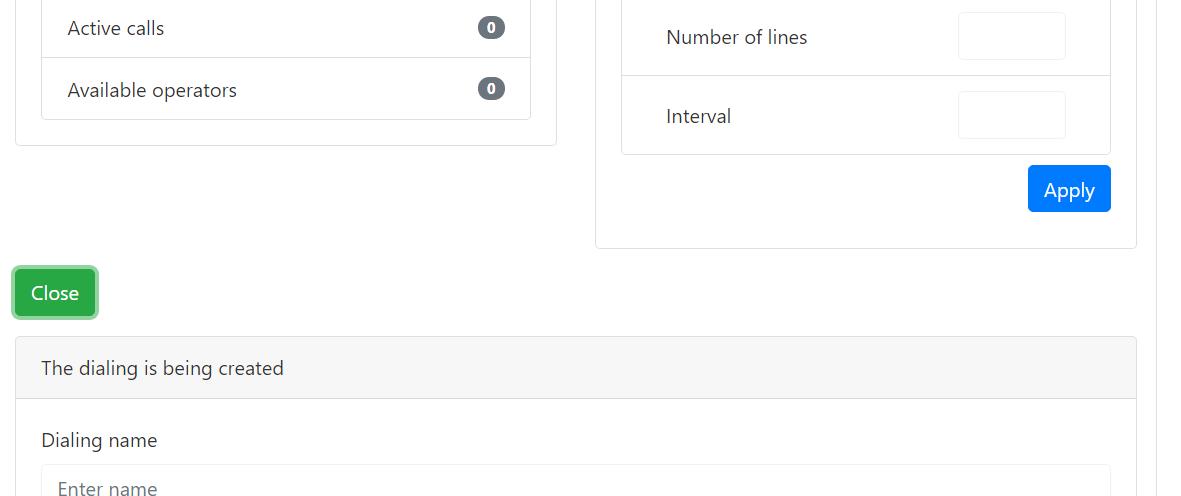 Active calls 0
Available operators 0
Number of lines
Interval
Apply
Close
The dialing is being created
Dialing name
Enter name